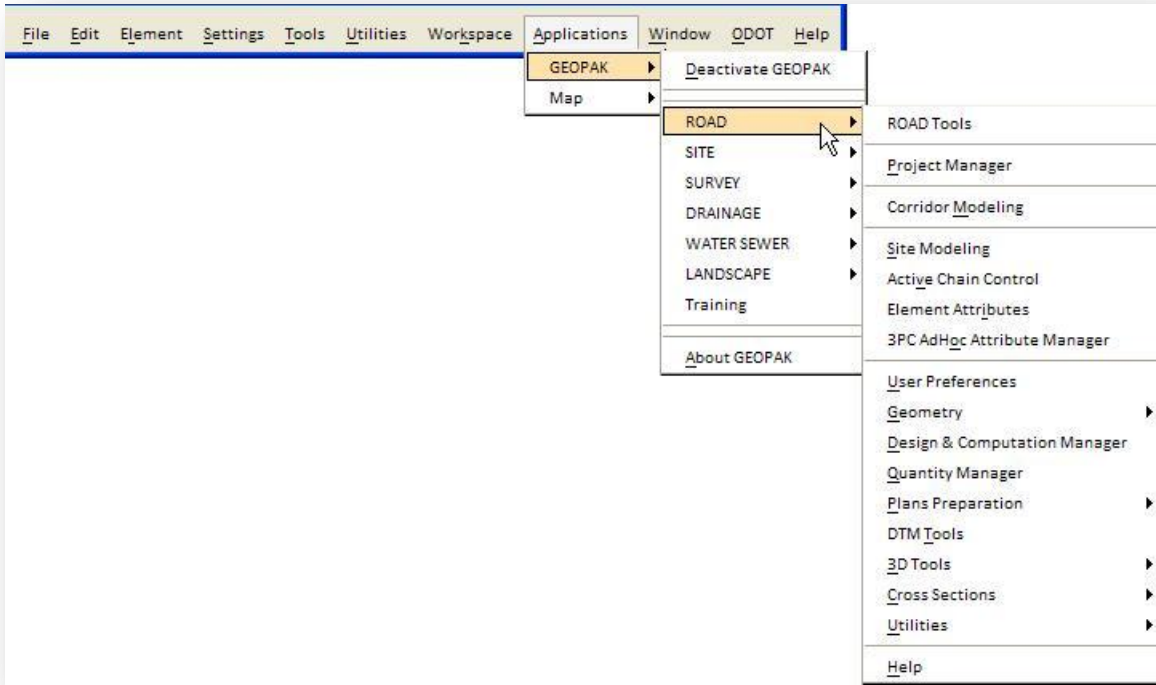 File Edit Element Settings Tools Utilities Workspace Applications Window ODOT Help
GEOPAK
Map
Deactivate GEOPAK
ROAD
SITE
SURVEY
DRAINAGE
WATER SEWER
LANDSCAPE
Training
About GEOPAK
ROAD Tools
Project Manager
Corridor Modeling
Site Modeling
Active Chain Control
Element Attributes
3PC AdHoc Attribute Manager
User Preferences
Geometry
Design & Computation Manager
Quantity Manager
Plans Preparation
DTM Tools
3D Tools
Cross Sections
Utilities
Help